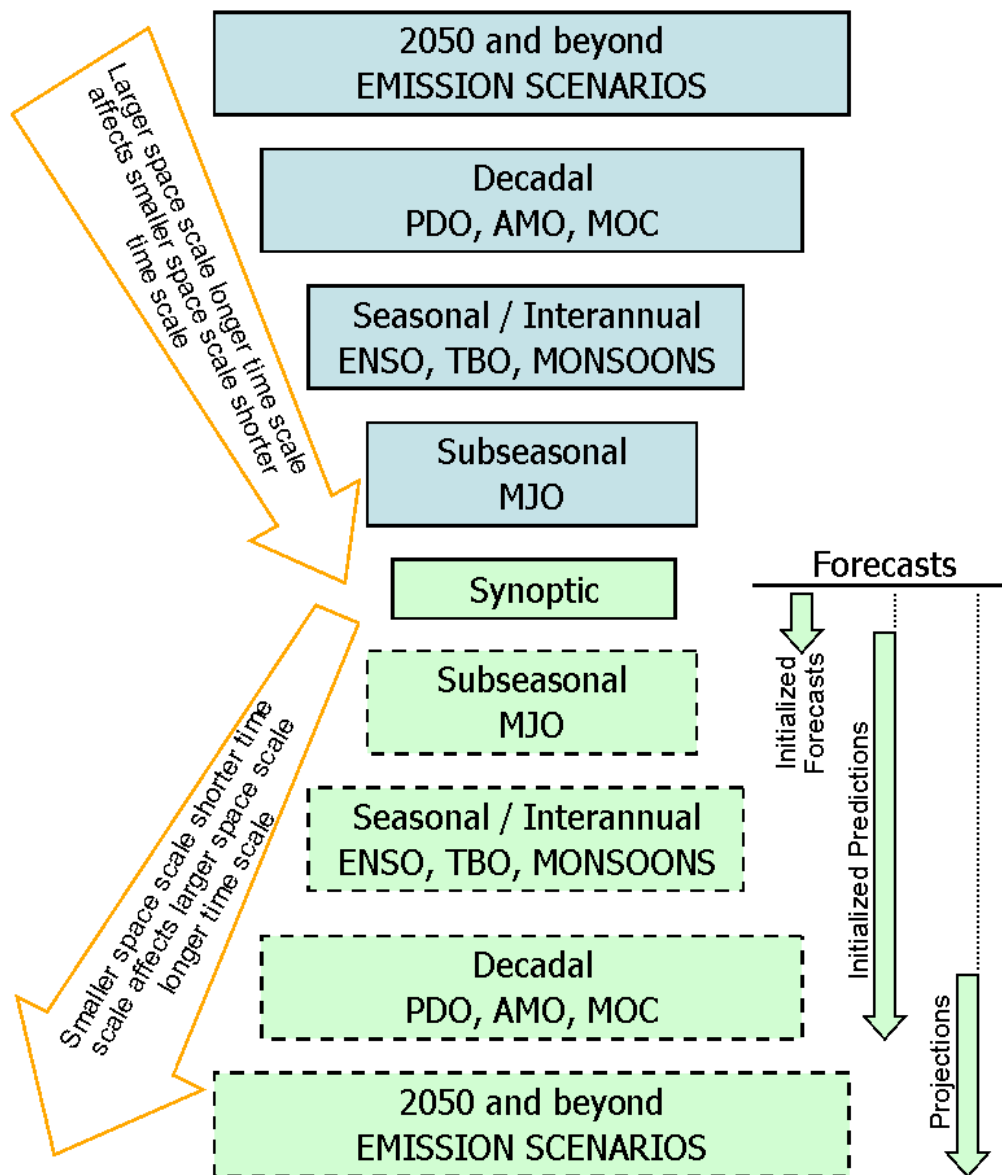 2050 and beyond
EMISSION SCENARIOS
Larger space scale longer time scale
affects smaller space scale shorter
time scale
Decadal
PDO, AMO, MOC
Seasonal / Interannual
ENSO, TBO, MONSOONS
Subseasonal
MJO
Synoptic
Forecasts
Initialized
Forecasts
Initialized Predictions
Projections
Smaller space scale shorter time
scale affects larger space scale
longer time scale
Subseasonal
MJO
Seasonal / Interannual
ENSO, TBO, MONSOONS
Decadal
PDO, AMO, MOC
2050 and beyond
EMISSION SCENARIOS